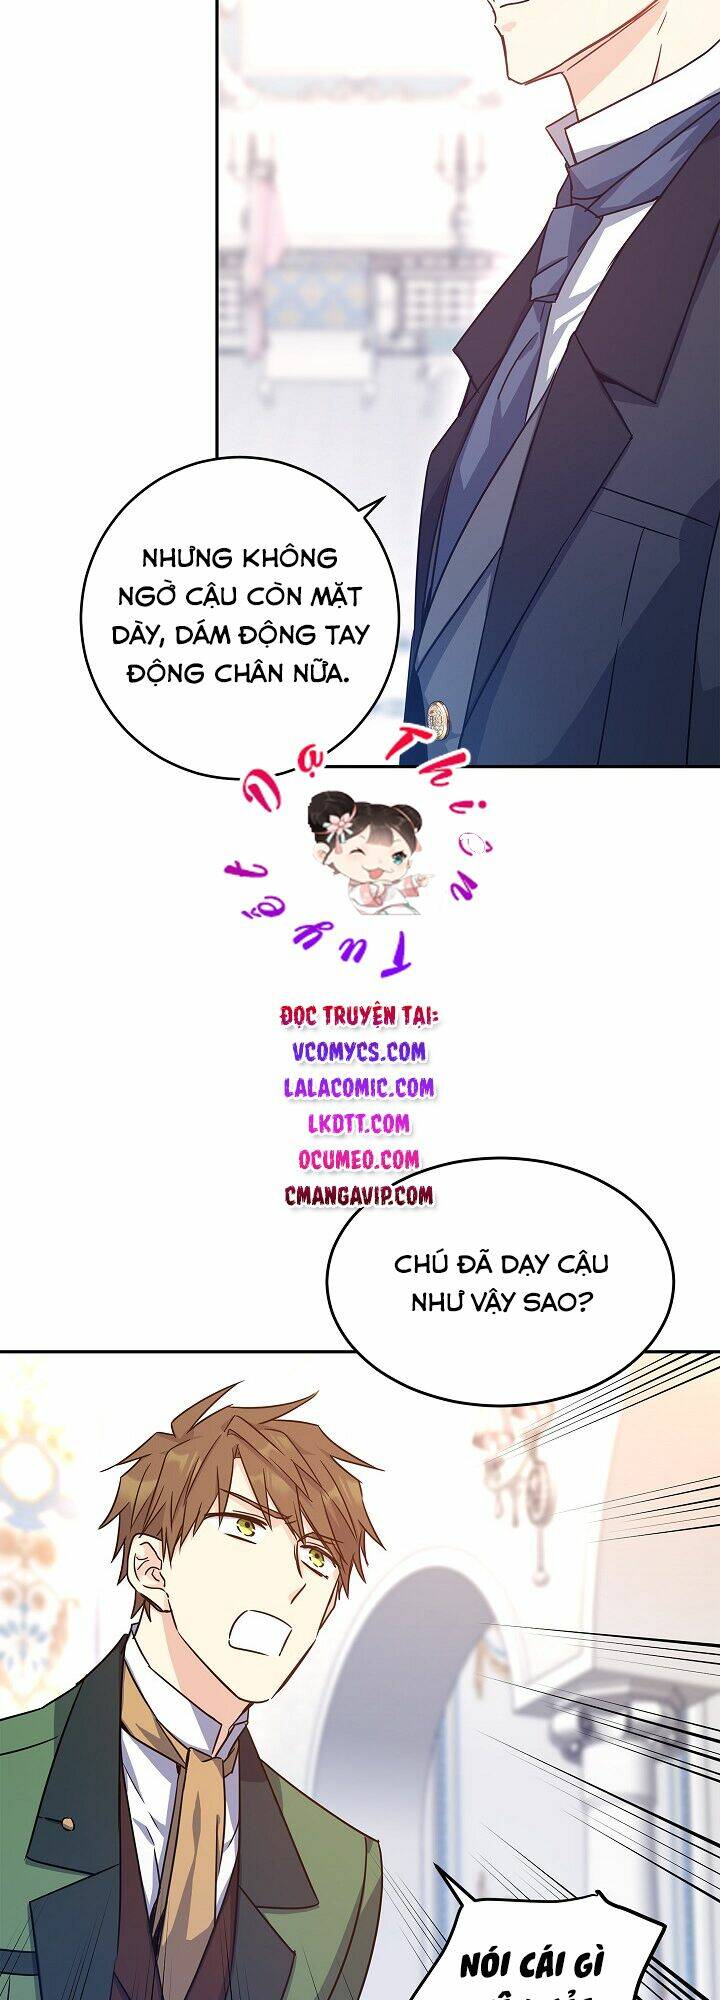 NHƯNG KHÔNG
NGỜ CẬU CÒN MẶT
DÀY, DÁM ĐỘNG TAY
ĐỘNG CHÂN NỮA.
Dạ Thiên Tuyết
ĐỌC TRUYỆN TẠI:
VCOMYCS.COM
LALACOMIC.COM
LKDTT.COM
OCUMEO.COM
CMANGAVIP.COM
CHÚ ĐÃ DẠY CẬU
NHƯ VẬY SAO?
NÓI CÁI GÌ